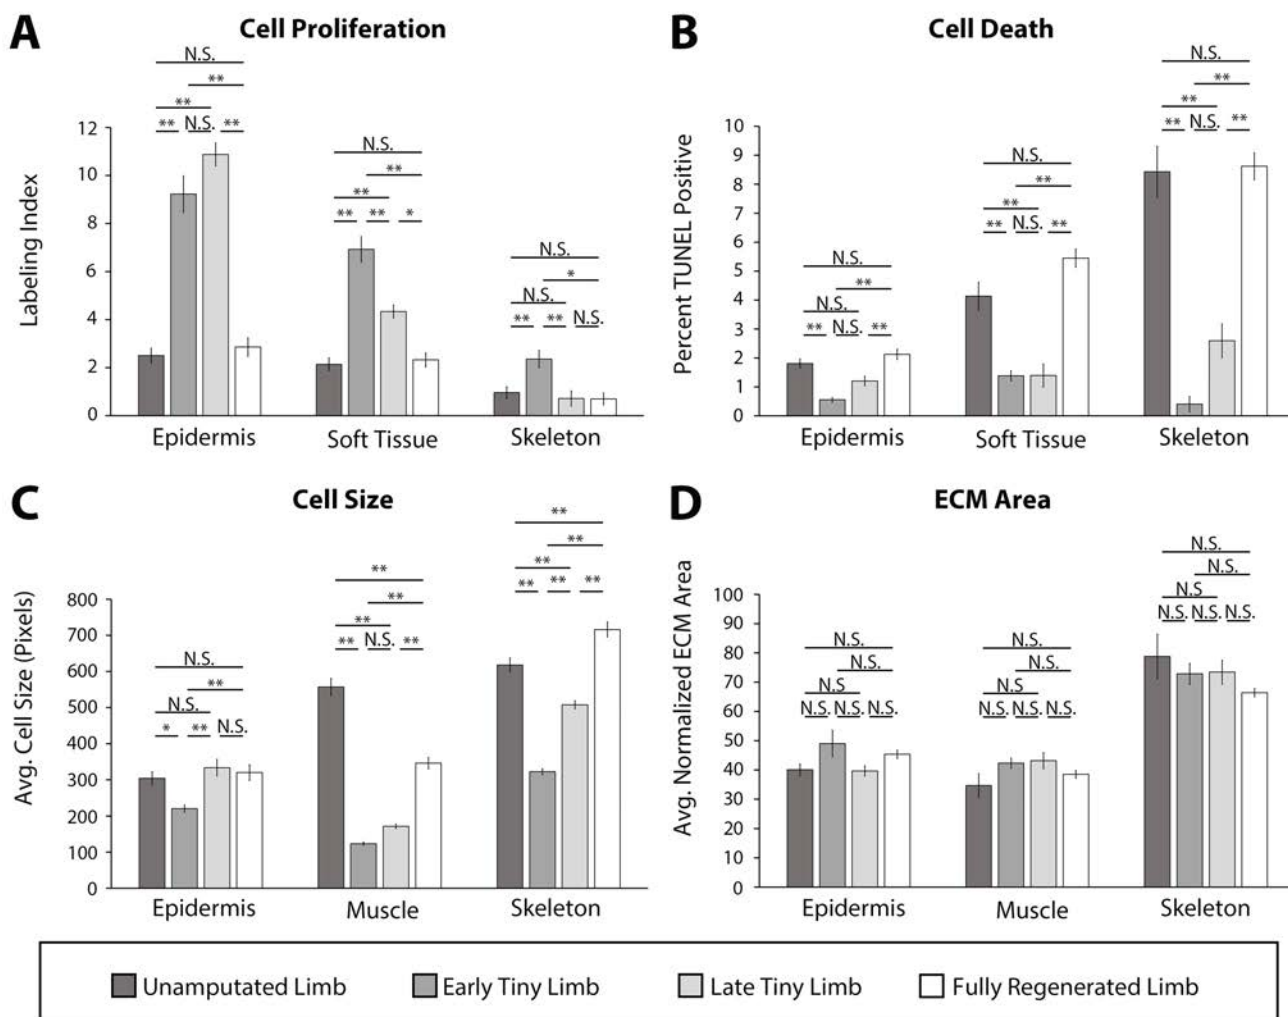 A Cell Proliferation
N.S.
**
**
** N.S. **
N.S.
**
**
** ** *
N.S.
*
N.S.
** ** N.S.
Labeling Index
12
10
8
6
4
2
0
Epidermis Soft Tissue Skeleton
B Cell Death
N.S.
**
**
** N.S. **
N.S.
**
**
** N.S. **
N.S.
**
N.S.
** N.S. **
Percent TUNEL Positive
10
9
8
7
6
5
4
3
2
1
0
Epidermis Soft Tissue Skeleton
C Cell Size
**
**
**
** ** **
**
**
**
** N.S. **
N.S.
**
N.S.
* ** N.S.
Avg. Cell Size (Pixels)
800
700
600
500
400
300
200
100
0
Epidermis Muscle Skeleton
D ECM Area
N.S.
N.S.
N.S
N.S. N.S. N.S.
N.S.
N.S.
N.S
N.S. N.S. N.S.
N.S.
N.S.
N.S
N.S. N.S. N.S.
Avg. Normalized ECM Area
100
90
80
70
60
50
40
30
20
10
0
Epidermis Muscle Skeleton
Unamputated Limb Early Tiny Limb Late Tiny Limb Fully Regenerated Limb